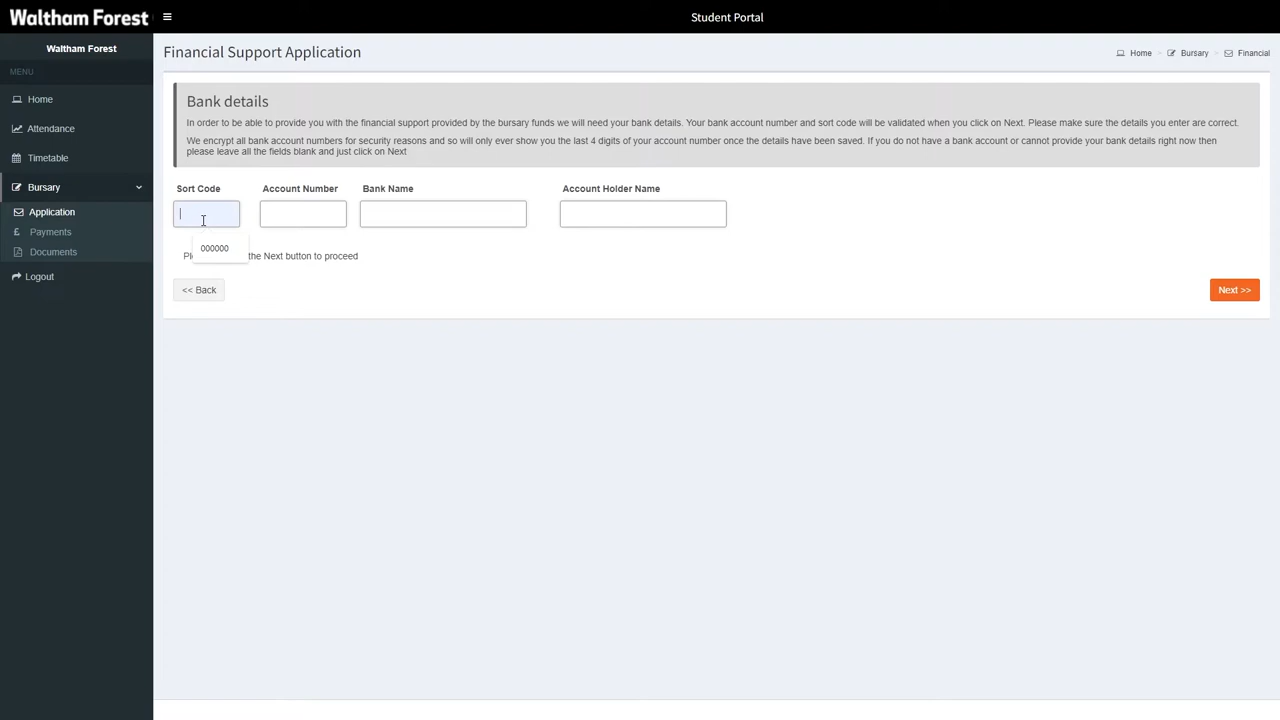 Waltham Forest
Student Portal
Waltham Forest
MENU
Home
Attendance
Timetable
Bursary
Application
£ Payments
Documents
Logout
Financial Support Application
Home
Bursary
Financial
Bank details
In order to be able to provide you with the financial support provided by the bursary funds we will need your bank details. Your bank account number and sort code will be validated when you click on Next. Please make sure the details you enter are correct.
We encrypt all bank account numbers for security reasons and so will only ever show you the last 4 digits of your account number once the details have been saved. If you do not have a bank account or cannot provide your bank details right now then
please leave all the fields blank and just click on Next
Sort Code Account Number Bank Name Account Holder Name
000000
the Next button to proceed
<< Back
Next >>